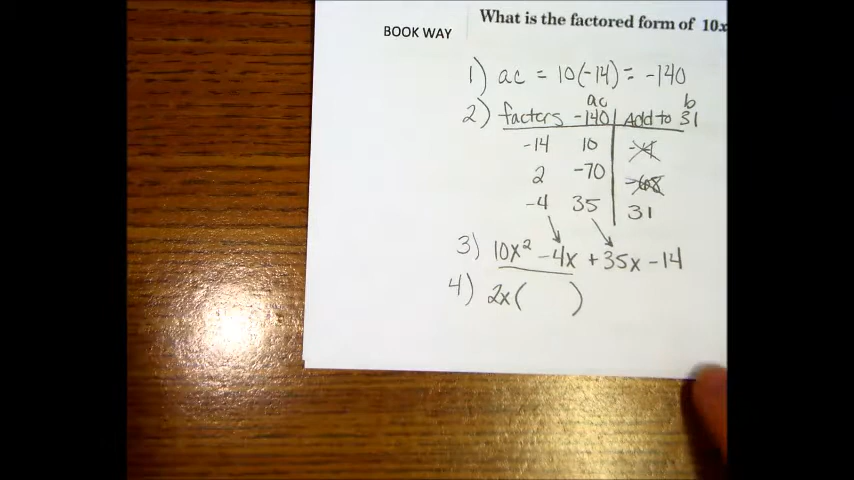 What is the factored form of 10x
BOOK WAY
1) ac = 10(-14) = -140
ac b
2) factors -140 Add to 31
-14 10 -4
2 -70 -68
-4 35 31
3) 10x² -4x +35x -14
4) 2x( )